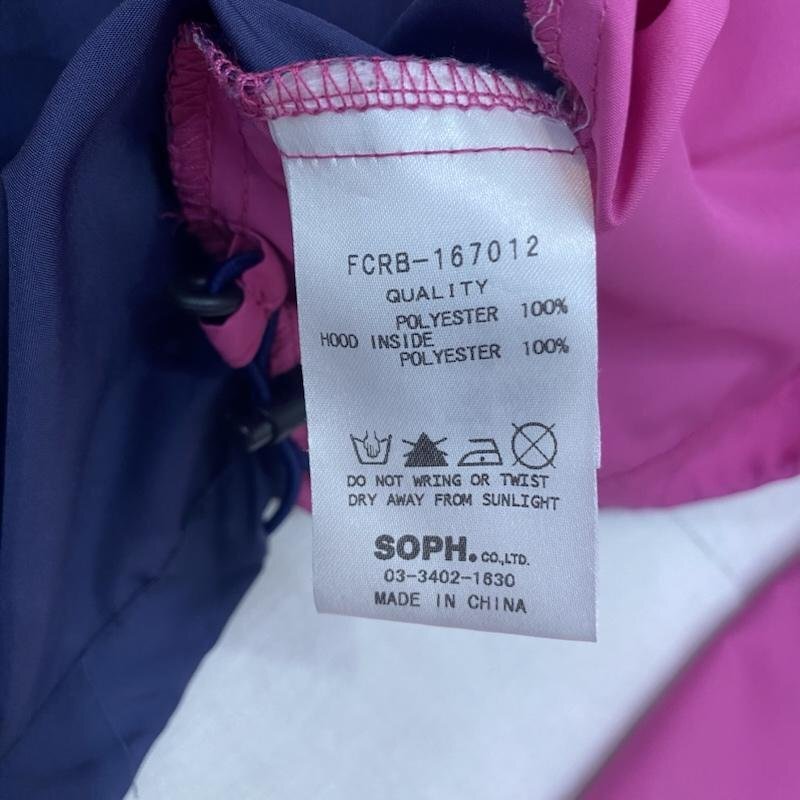 FCRB-167012
QUALITY
POLYESTER 100%
HOOD INSIDE
POLYESTER 100%
DO NOT WRING OR TWIST
DRY AWAY FROM SUNLIGHT
SOPH. CO.,LTD.
03-3402-1630
MADE IN CHINA